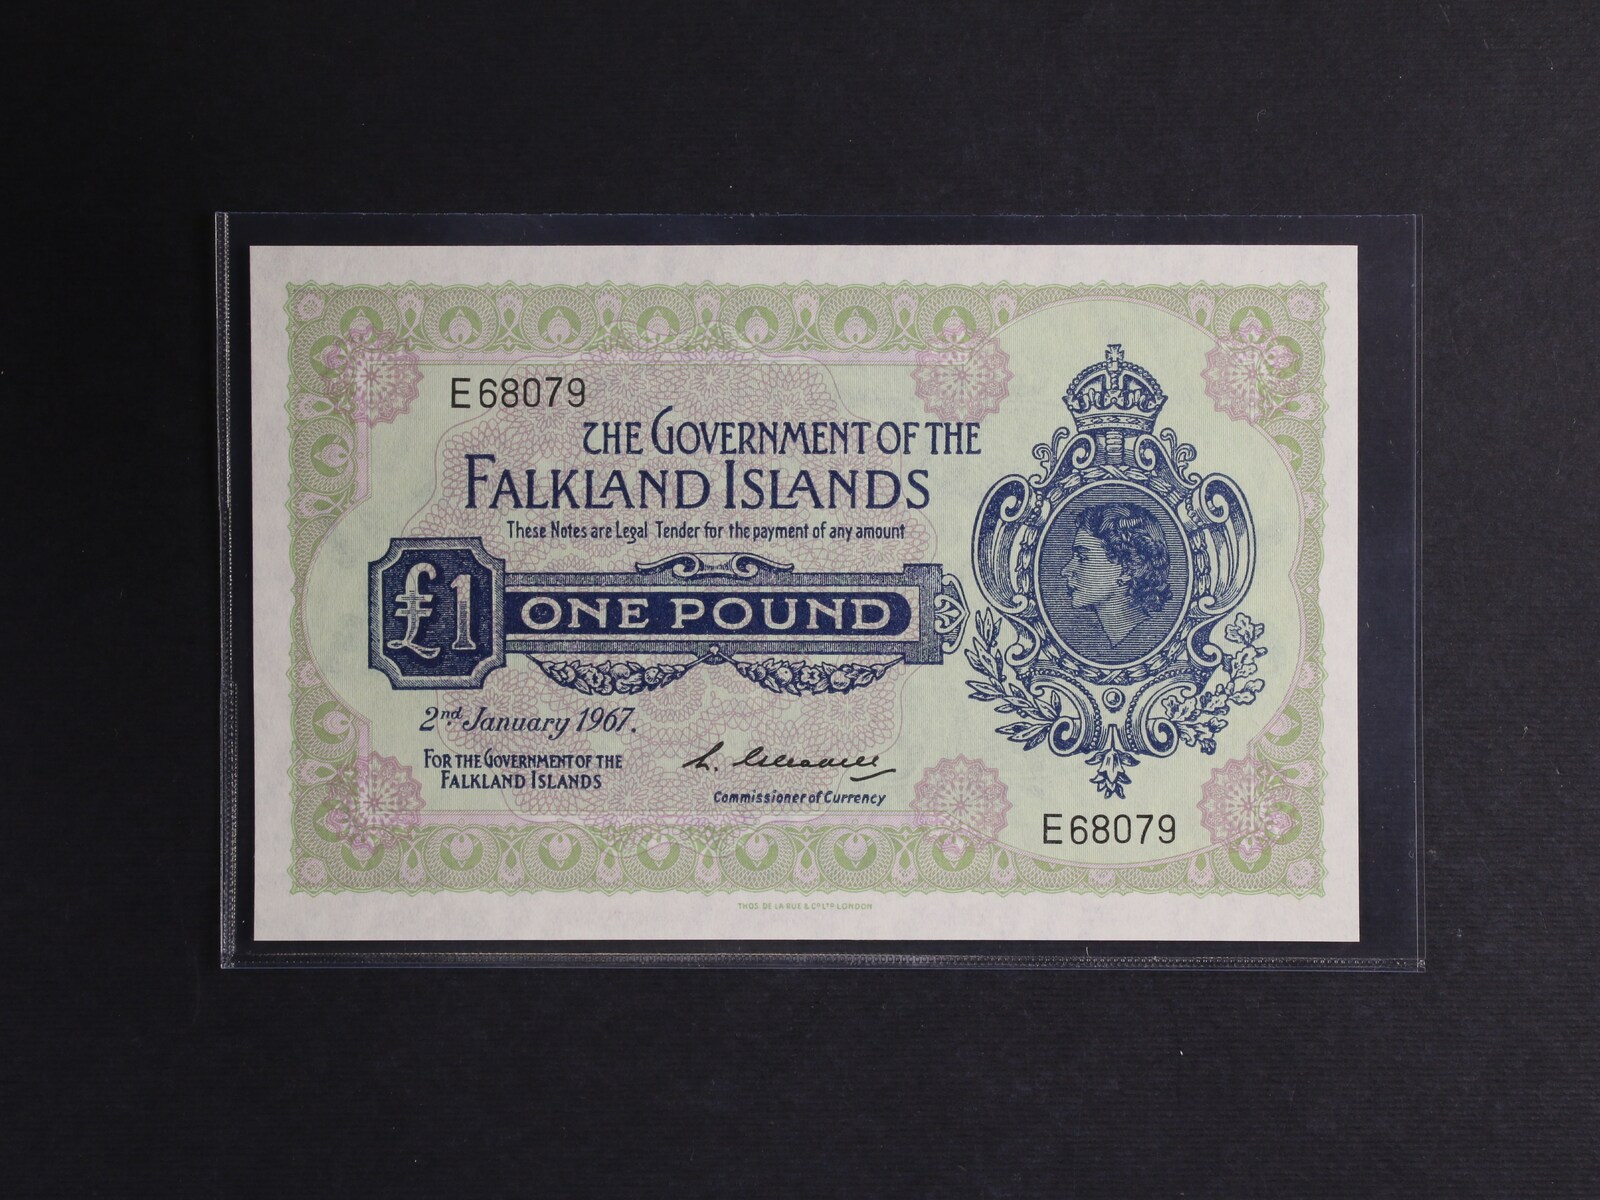 E68079
THE GOVERNMENT OF THE
FALKLAND ISLANDS
These Notes are Legal Tender for the payment of any amount
£1 ONE POUND
2nd January 1967.
FOR THE GOVERNMENT OF THE
FALKLAND ISLANDS
Commissioner of Currency
E68079
THOS. DE LA RUE & Co LTD LONDON